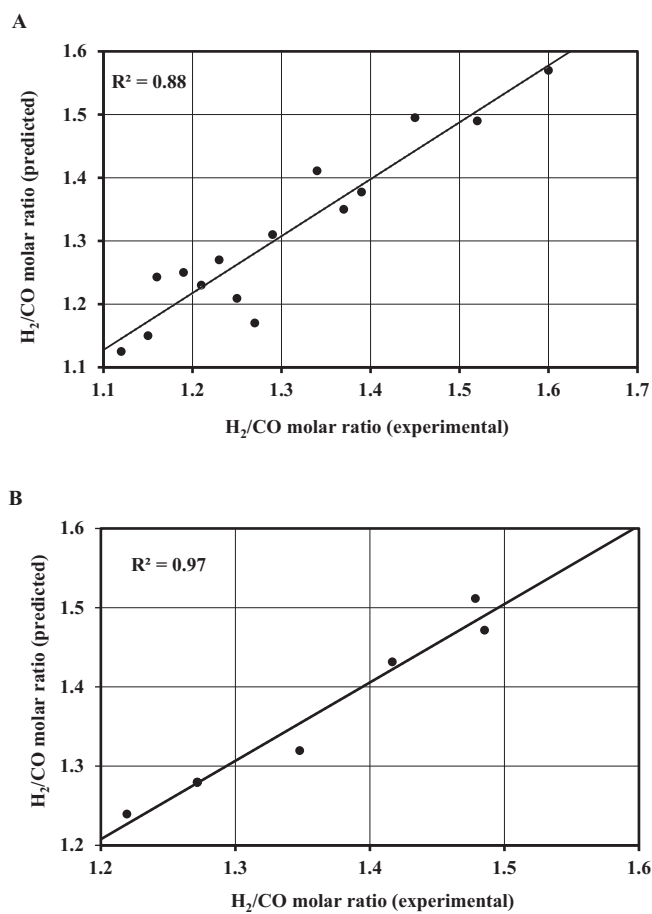 A
1.6
R² = 0.88
1.5
1.4
1.3
1.2
1.1
H₂/CO molar ratio (predicted)
1.1 1.2 1.3 1.4 1.5 1.6 1.7
H₂/CO molar ratio (experimental)
B
1.6
R² = 0.97
1.5
1.4
1.3
1.2
H₂/CO molar ratio (predicted)
1.2 1.3 1.4 1.5 1.6
H₂/CO molar ratio (experimental)